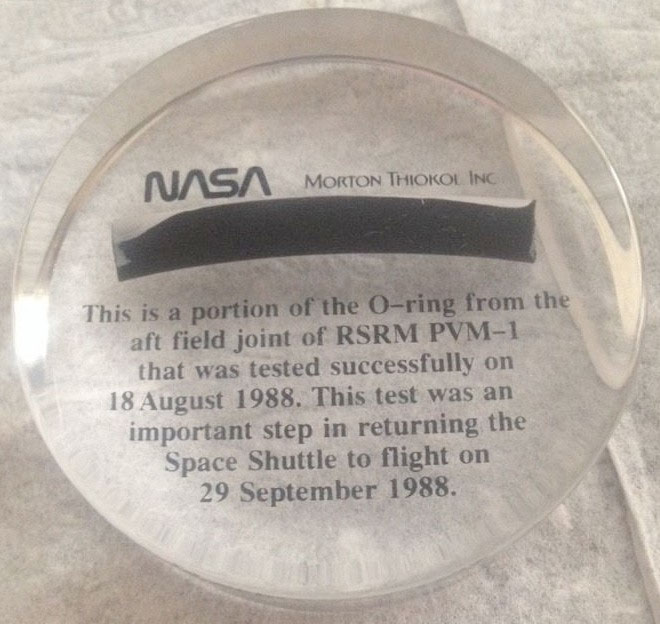 NASA MORTON THIOKOL INC
This is a portion of the O-ring from the
aft field joint of RSRM PVM-1
that was tested successfully on
18 August 1988. This test was an
important step in returning the
Space Shuttle to flight on
29 September 1988.